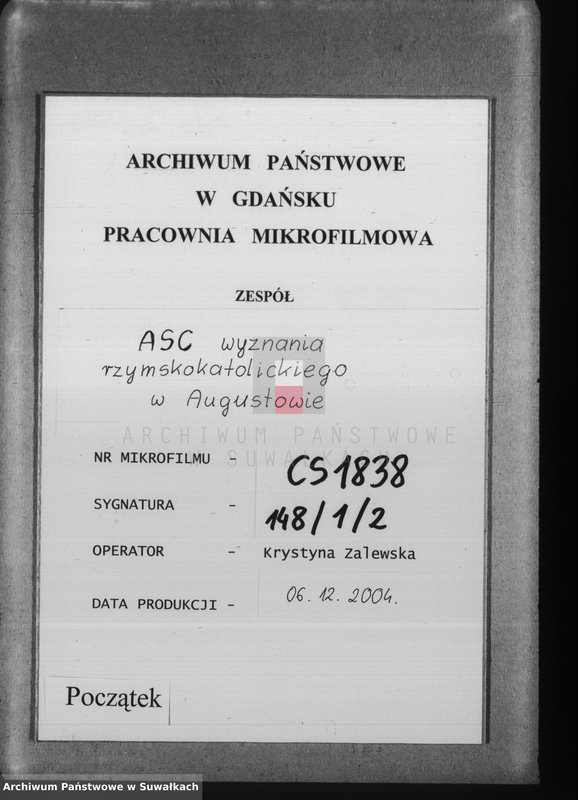 ARCHIWUM PAŃSTWOWE
W GDAŃSKU
PRACOWNIA MIKROFILMOWA
ZESPÓŁ
ASC wyznania
rzymskokatolickiego
w Augustowie
ARCHIWUM PAŃSTWOWE
W SUWAŁKACH
NR MIKROFILMU - CS1838
SYGNATURA - 148/1/2
OPERATOR - Krystyna Zalewska
DATA PRODUKCJI - 06.12.2004.
Początek
Archiwum Państwowe w Suwałkach